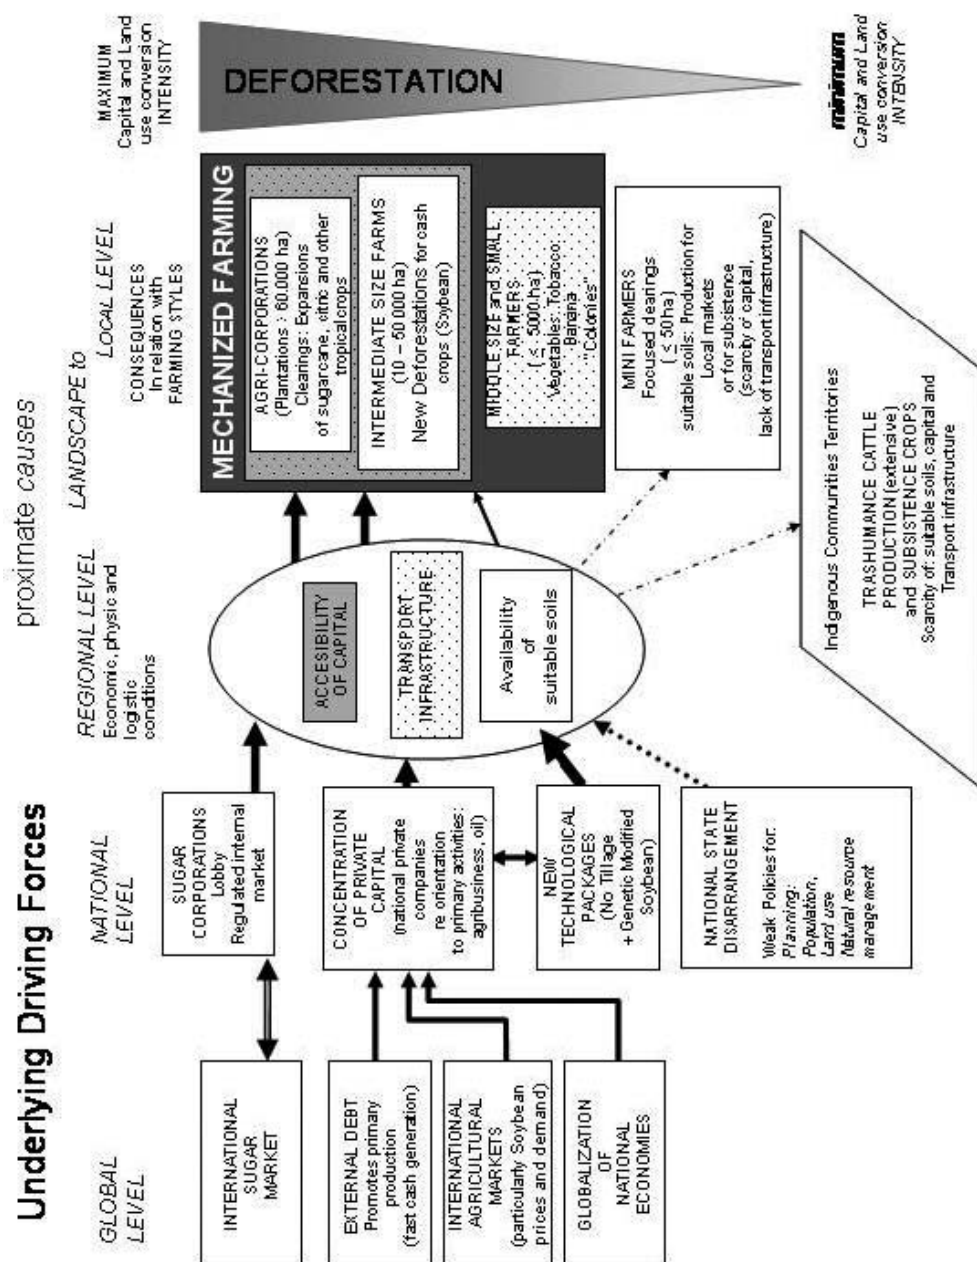 Underlying Driving Forces
proximate causes
GLOBAL
LEVEL
NATIONAL
LEVEL
REGIONAL LEVEL
Economic, physic and
logistic
conditions
LANDSCAPE to
LOCAL LEVEL
CONSEQUENCES
In relation with
FARMING STYLES
MAXIMUM
Capital and Land
use conversion
INTENSITY
INTERNATIONAL
SUGAR
MARKET
EXTERNAL DEBT
Promotes primary
production
(fast cash generation)
INTERNATIONAL
AGRICULTURAL
MARKETS
(particularly Soybean
prices and demand)
GLOBALIZATION
OF
NATIONAL
ECONOMIES
SUGAR
CORPORATIONS
Lobby
Regulated internal
market
CONCENTRATION
OF PRIVATE
CAPITAL
(national private
companies
re orientation
to primary activities:
agribusiness, oil)
NEW
TECHNOLOGICAL
PACKAGES
(No Tillage
+ Genetic Modified
Soybean)
NATIONAL STATE
DISARRANGEMENT
Weak Policies for:
Planning:
Population,
Land use
Natural resource
management
ACCESIBILITY
OF CAPITAL
TRANSPORT
INFRASTRUCTURE
Availability
of
suitable soils
MECHANIZED FARMING
AGRI-CORPORATIONS
(Plantations > 60.000 ha)
Clearings: Expansions
of sugarcane, citric and other
tropical crops
INTERMEDIATE SIZE FARMS
(10 – 50 000 ha)
New Deforestations for cash
crops (Soybean)
MIDDLE SIZE and SMALL
FARMERS
(≤ 5000 ha)
Vegetables; Tobacco;
Banana
"Colonies"
MINI FARMERS
Focused clearings
(≤ 50 ha)
suitable soils: Production for
Local markets
or for subsistence
(scarcity of capital,
lack of transport infrastructure)
Indigenous Communities Territories
TRASHUMANCE CATTLE
PRODUCTION (extensive)
and SUBSISTENCE CROPS
Scarcity of: suitable soils, capital and
Transport infrastructure
DEFORESTATION
minimum
Capital and Land
use conversion
INTENSITY